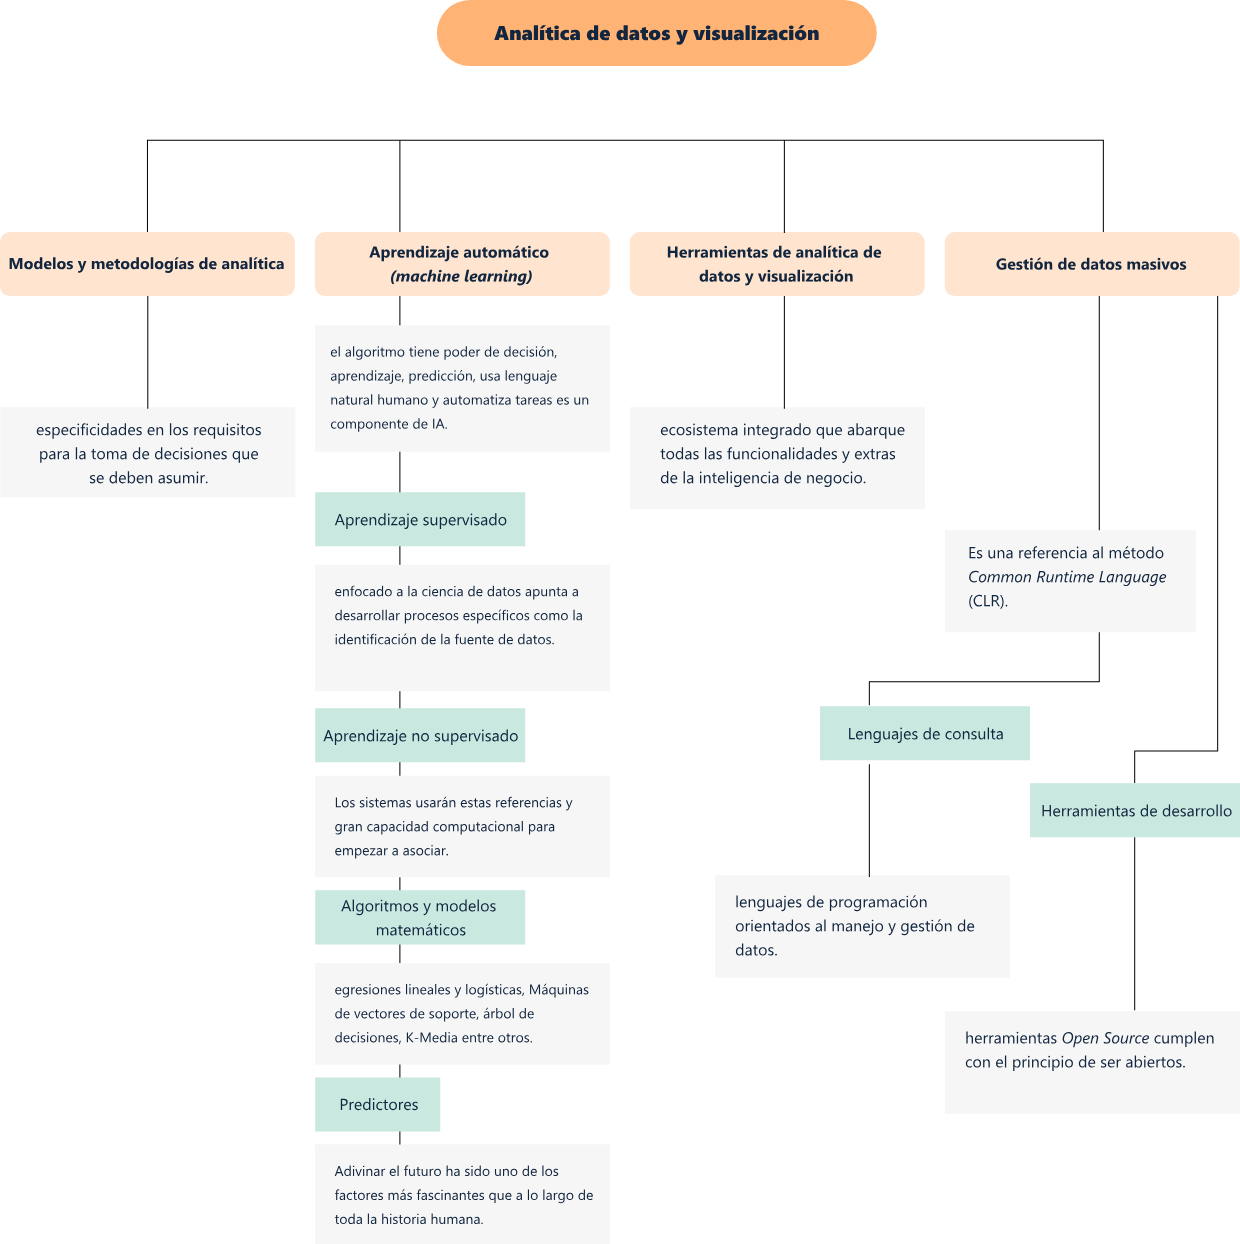 Analítica de datos y visualización
Modelos y metodologías de analítica
especificidades en los requisitos
para la toma de decisiones que
se deben asumir.
Aprendizaje automático
(machine learning)
el algoritmo tiene poder de decisión,
aprendizaje, predicción, usa lenguaje
natural humano y automatiza tareas es un
componente de IA.
Aprendizaje supervisado
enfocado a la ciencia de datos apunta a
desarrollar procesos específicos como la
identificación de la fuente de datos.
Aprendizaje no supervisado
Los sistemas usarán estas referencias y
gran capacidad computacional para
empezar a asociar.
Algoritmos y modelos
matemáticos
egresiones lineales y logísticas, Máquinas
de vectores de soporte, árbol de
decisiones, K-Media entre otros.
Predictores
Adivinar el futuro ha sido uno de los
factores más fascinantes que a lo largo de
toda la historia humana.
Herramientas de analítica de
datos y visualización
ecosistema integrado que abarque
todas las funcionalidades y extras
de la inteligencia de negocio.
Gestión de datos masivos
Es una referencia al método
Common Runtime Language
(CLR).
Lenguajes de consulta
lenguajes de programación
orientados al manejo y gestión de
datos.
Herramientas de desarrollo
herramientas Open Source cumplen
con el principio de ser abiertos.